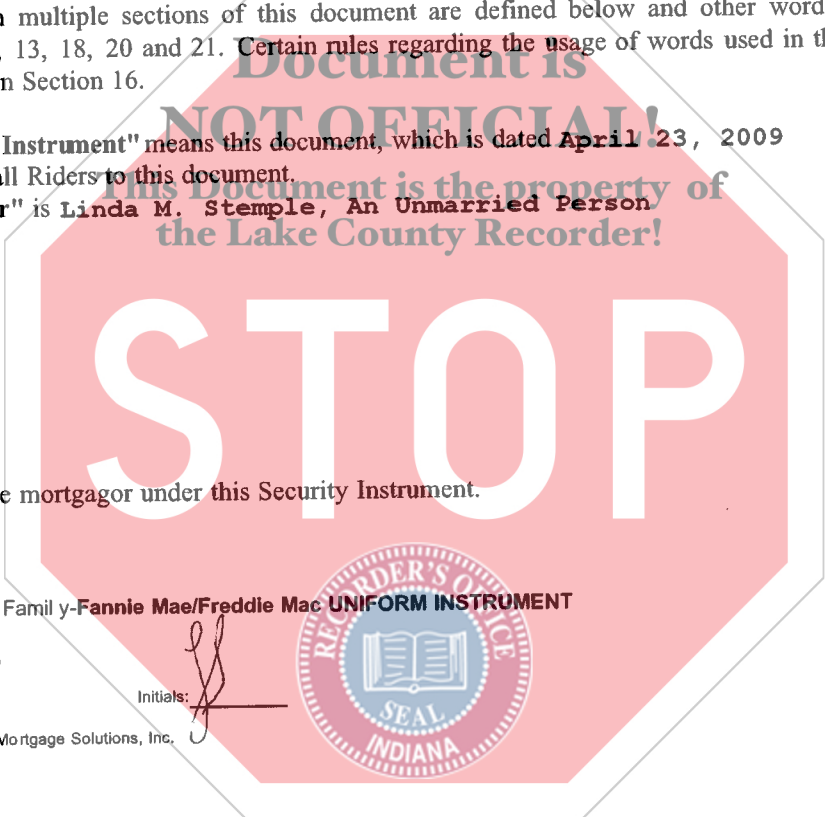 multiple sections of this document are defined below and other word
, 13, 18, 20 and 21. Certain rules regarding the usage of words used in th
n Section 16.
Document is
NOT OFFICIAL!
Instrument" means this document, which is dated April 23, 2009
all Riders to this document.
This Document is the property of
r" is Linda M. Stemple, An Unmarried Person
the Lake County Recorder!
STOP
e mortgagor under this Security Instrument.
Family-Fannie Mae/Freddie Mac UNIFORM INSTRUMENT
RECORDER'S OFFICE
SEAL
INDIANA
Initials:
Mortgage Solutions, Inc.